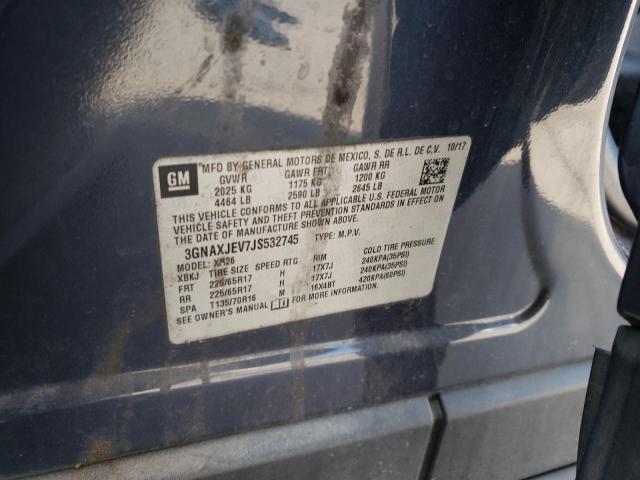 GM
MFD BY GENERAL MOTORS DE MEXICO, S. DE R.L. DE C.V. 10/17
GVWR GAWR FRT GAWR RR
2025 KG 1175 KG 1200 KG
4464 LB 2590 LB 2645 LB
THIS VEHICLE CONFORMS TO ALL APPLICABLE U.S. FEDERAL MOTOR
VEHICLE SAFETY AND THEFT PREVENTION STANDARDS IN EFFECT ON
THE DATE OF MANUFACTURE SHOWN ABOVE.
3GNAXJEV7JS532745 TYPE: M.P.V.
MODEL: XR26
XBKJ TIRE SIZE SPEED RTG RIM COLD TIRE PRESSURE
FRT 225/65R17 H 17X7J 240KPA(35PSI)
RR 225/65R17 H 17X7J 240KPA(35PSI)
SPA T135/70R16 M 16X4BT 420KPA(60PSI)
SEE OWNER'S MANUAL FOR MORE INFORMATION.